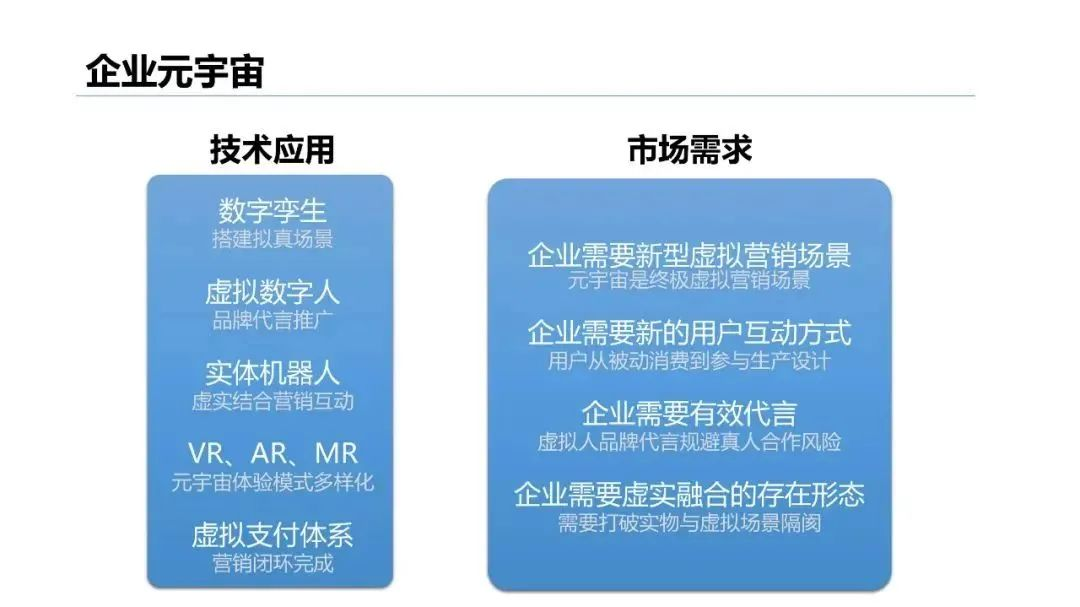 企业元宇宙
技术应用
数字孪生
搭建拟真场景
虚拟数字人
品牌代言推广
实体机器人
虚实结合营销互动
VR、AR、MR
元宇宙体验模式多样化
虚拟支付体系
营销闭环完成
市场需求
企业需要新型虚拟营销场景
元宇宙是终极虚拟营销场景
企业需要新的用户互动方式
用户从被动消费到参与生产设计
企业需要有效代言
虚拟人品牌代言规避真人合作风险
企业需要虚实融合的存在形态
需要打破实物与虚拟场景隔阂